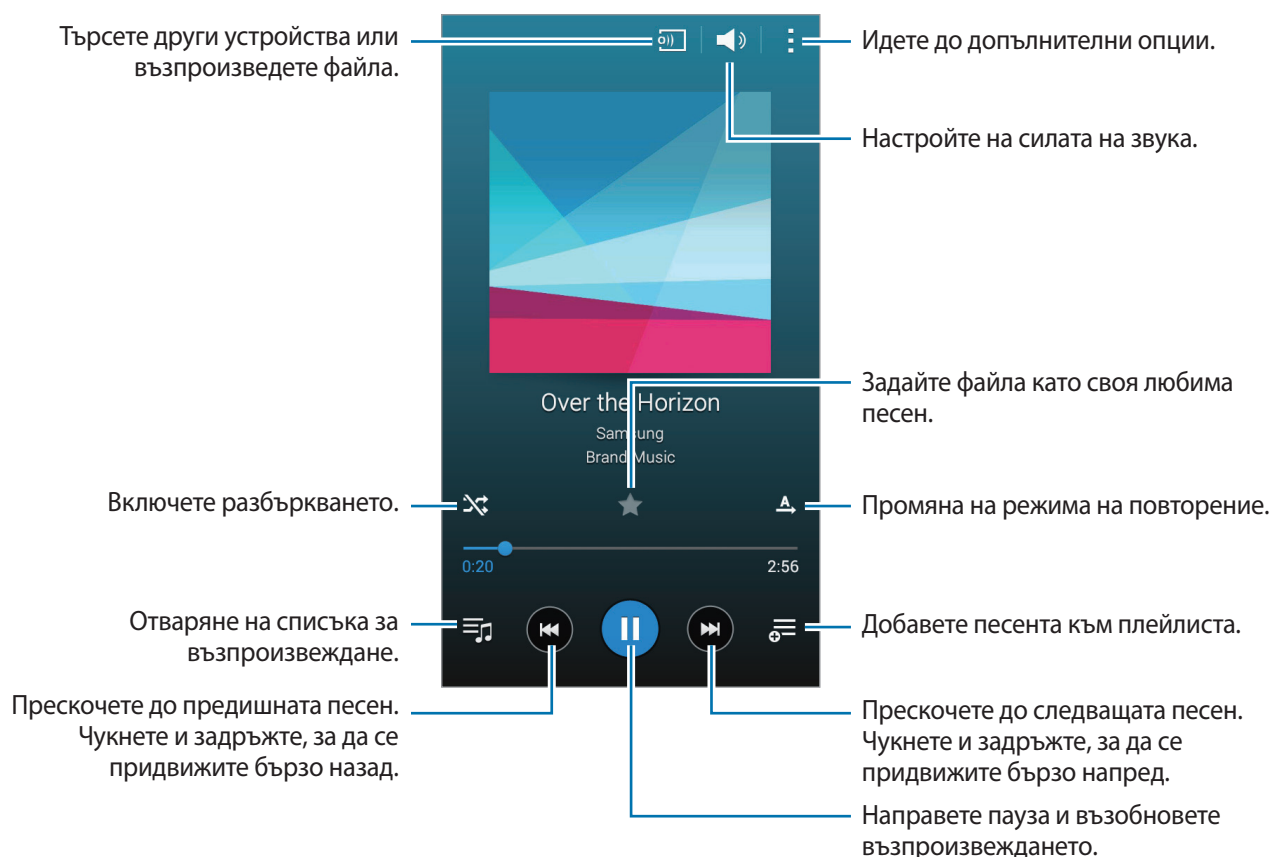 Търсете други устройства или
възпроизведете файла.
Идете до допълнителни опции.
Настройте на силата на звука.
Задайте файла като своя любима
песен.
Over the Horizon
Samsung
Brand Music
Включете разбъркването.
A
Промяна на режима на повторение.
0:20
2:56
Отваряне на списъка за
възпроизвеждане.
Добавете песента към плейлиста.
Прескочете до предишната песен.
Чукнете и задръжте, за да се
придвижите бързо назад.
Прескочете до следващата песен.
Чукнете и задръжте, за да се
придвижите бързо напред.
Направете пауза и възобновете
възпроизвеждането.